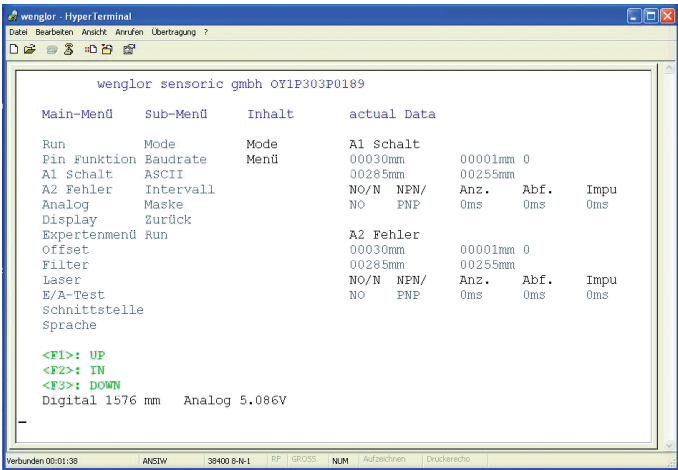 wenglor - HyperTerminal
Datei Bearbeiten Ansicht Anrufen Übertragung ?
wenglor sensoric gmbh OY1P303P0189
Main-Menü Sub-Menü Inhalt actual Data
Run Mode Mode A1 Schalt
Pin Funktion Baudrate Menü 00030mm 00001mm 0
A1 Schalt ASCII 00285mm 00255mm
A2 Fehler Intervall NO/N NPN/ Anz. Abf. Impu
Analog Maske NO PNP 0ms 0ms 0ms
Display Zurück
Expertenmenü Run A2 Fehler
Offset 00030mm 00001mm 0
Filter 00285mm 00255mm
Laser NO/N NPN/ Anz. Abf. Impu
E/A-Test NO PNP 0ms 0ms 0ms
Schnittstelle
Sprache
<F1>: UP
<F2>: IN
<F3>: DOWN
Digital 1576 mm Analog 5.086V
Verbunden 00:01:38 ANSIW 38400 8-N-1 RF GROSS NUM Aufzeichnen Druckerecho